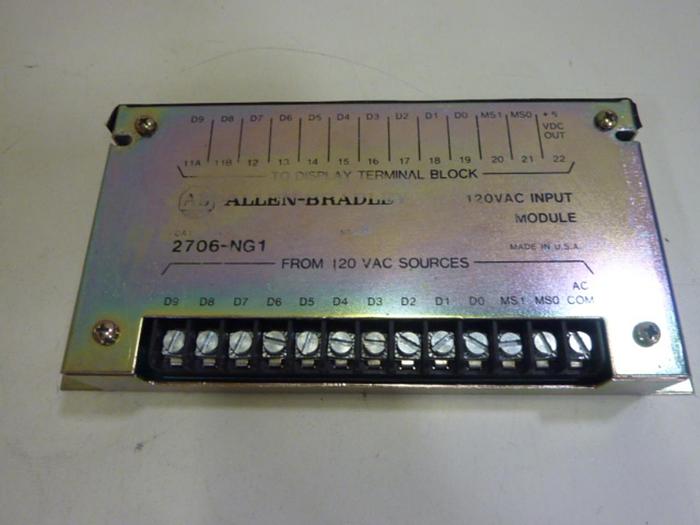 D9 D8 D7 D6 D5 D4 D3 D2 D1 D0 MS1 MS0 +5
VDC
OUT
11A 11B 12 13 14 15 16 17 18 19 20 21 22
TO DISPLAY TERMINAL BLOCK
AB ALLEN-BRADLEY 120VAC INPUT
MODULE
CAT
2706-NG1 MADE IN U.S.A.
FROM 120 VAC SOURCES
AC
D9 D8 D7 D6 D5 D4 D3 D2 D1 D0 MS1 MS0 COM